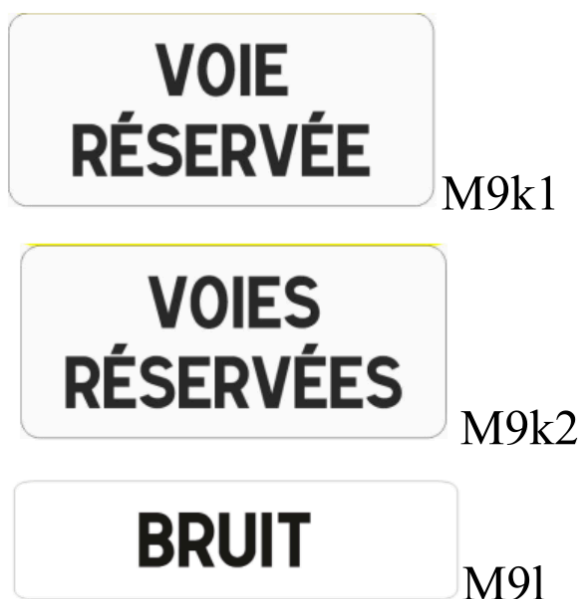 VOIE
RÉSERVÉE
M9k1
VOIES
RÉSERVÉES
M9k2
BRUIT
M9l